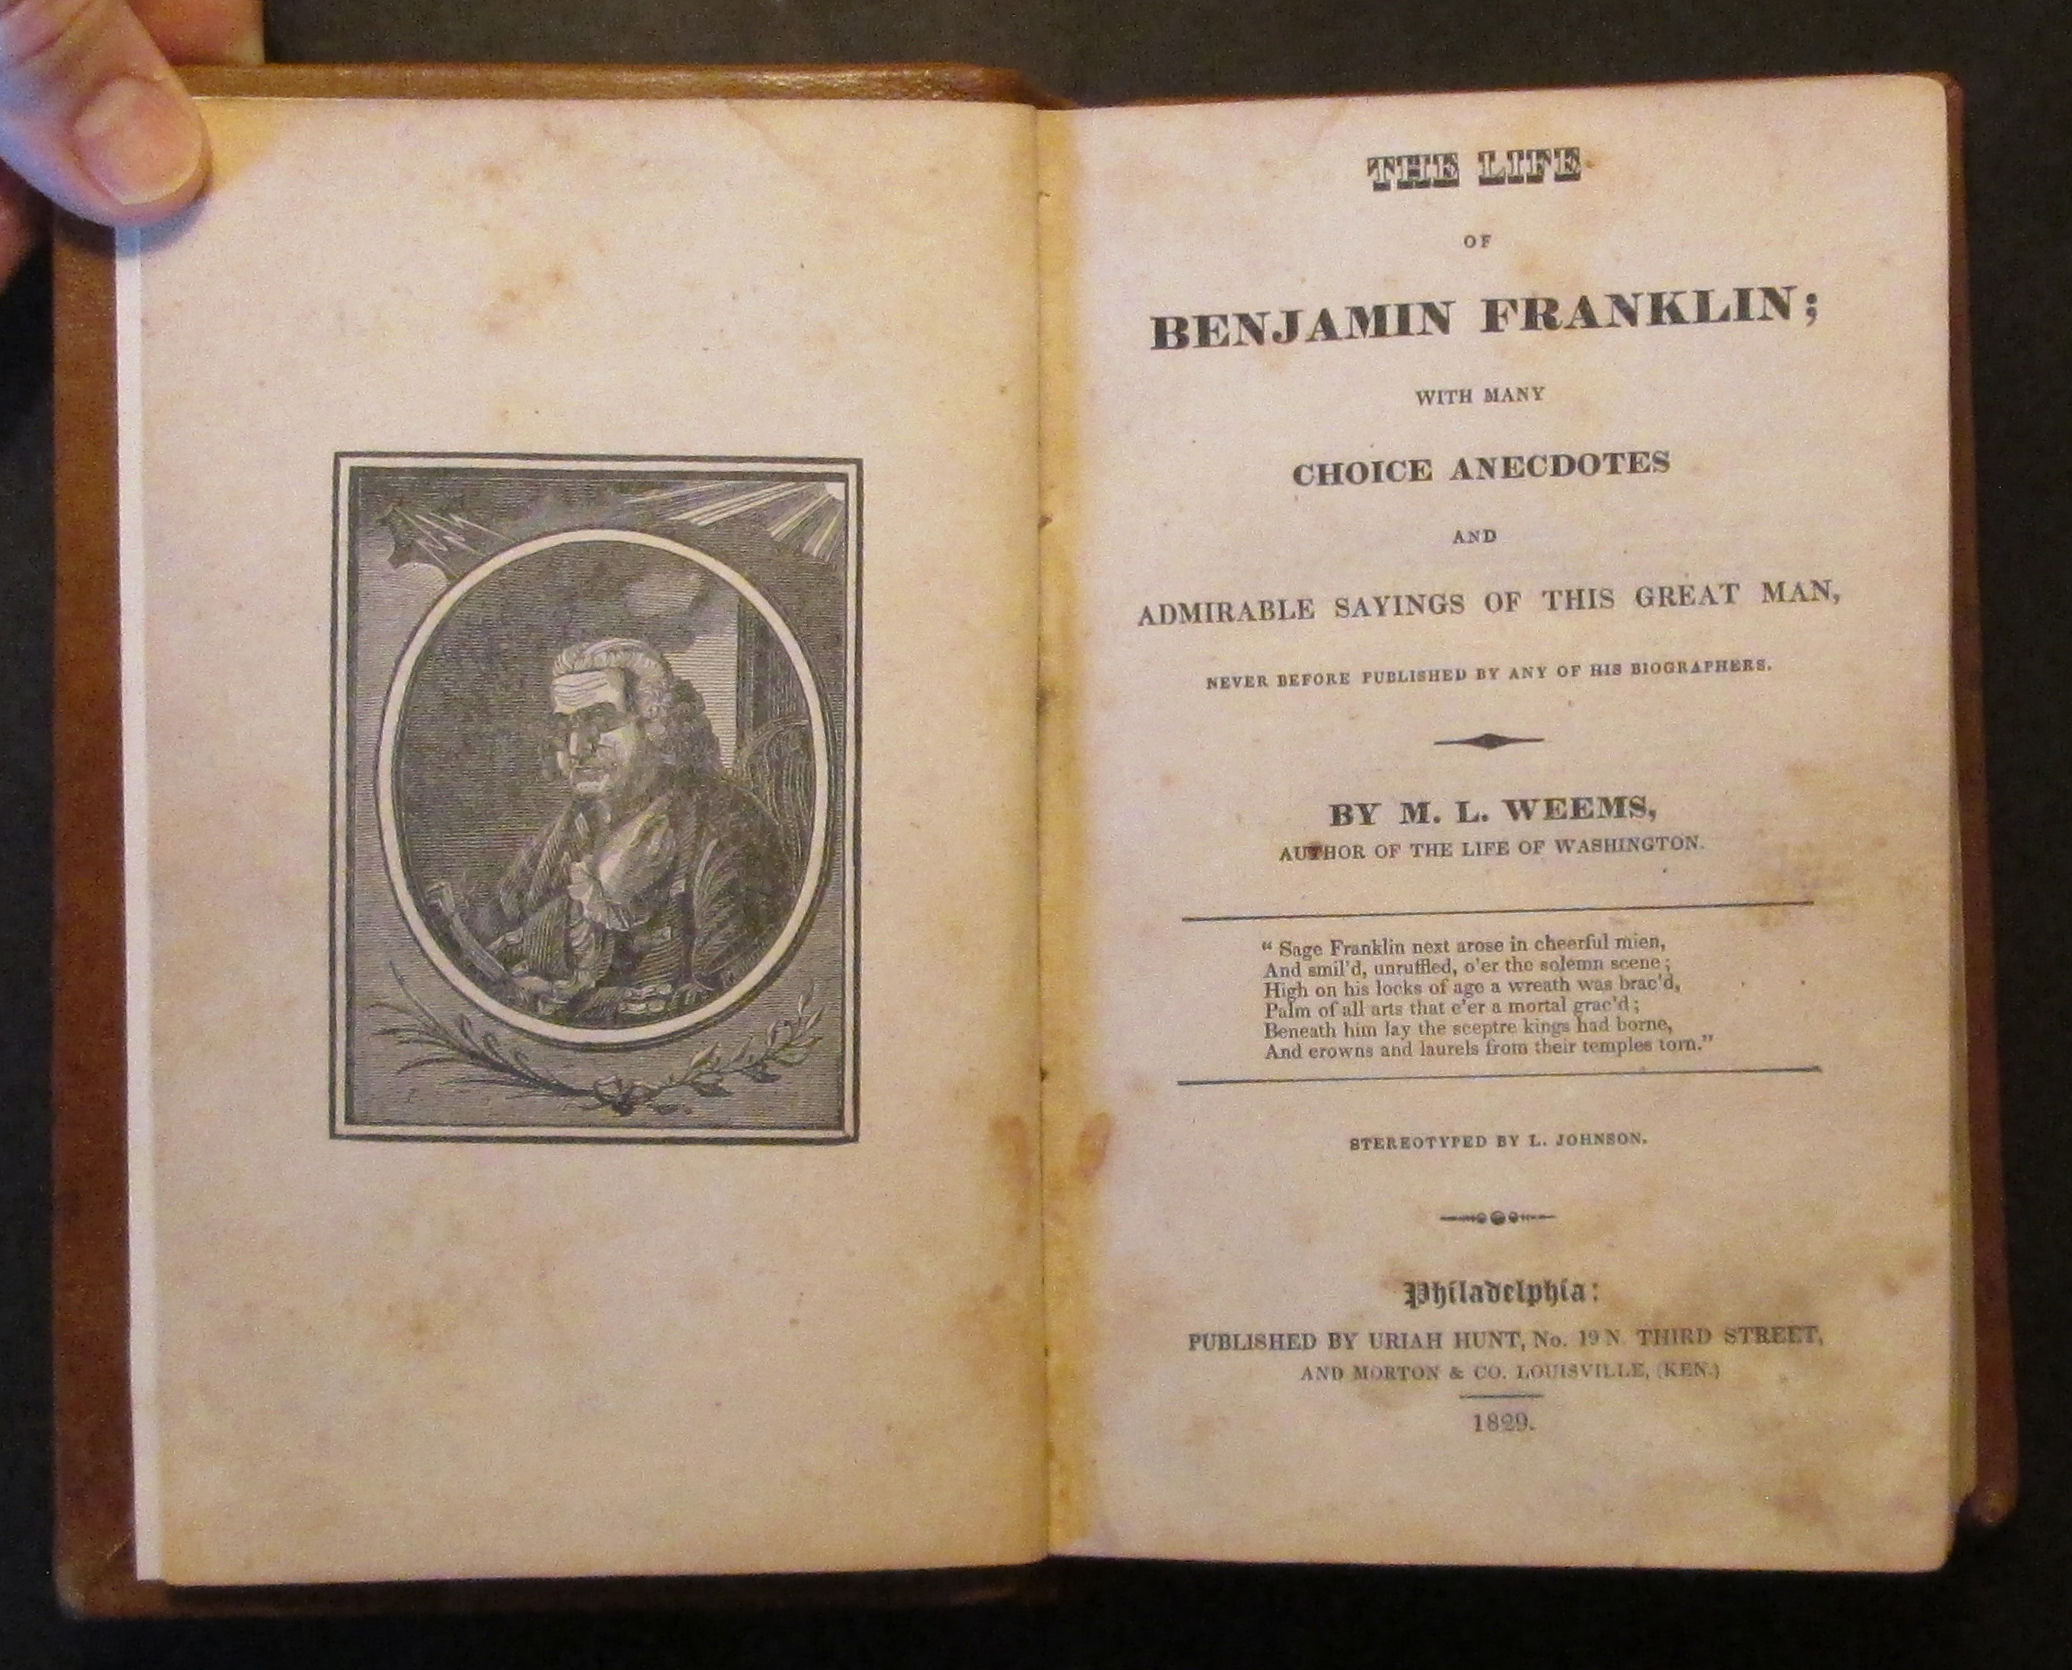 THE LIFE
OF
BENJAMIN FRANKLIN;
WITH MANY
CHOICE ANECDOTES
AND
ADMIRABLE SAYINGS OF THIS GREAT MAN,
NEVER BEFORE PUBLISHED BY ANY OF HIS BIOGRAPHERS.
BY M. L. WEEMS,
AUTHOR OF THE LIFE OF WASHINGTON.
“ Sage Franklin next arose in cheerful mien,
And smil'd, unruffled, o'er the solemn scene;
High on his locks of age a wreath was brac'd,
Palm of all arts that e'er a mortal grac'd;
Beneath him lay the sceptre kings had borne,
And crowns and laurels from their temples torn.”
STEREOTYPED BY L. JOHNSON.
Philadelphia:
PUBLISHED BY URIAH HUNT, No. 19 N. THIRD STREET,
AND MORTON & CO. LOUISVILLE, (KEN.)
1829.